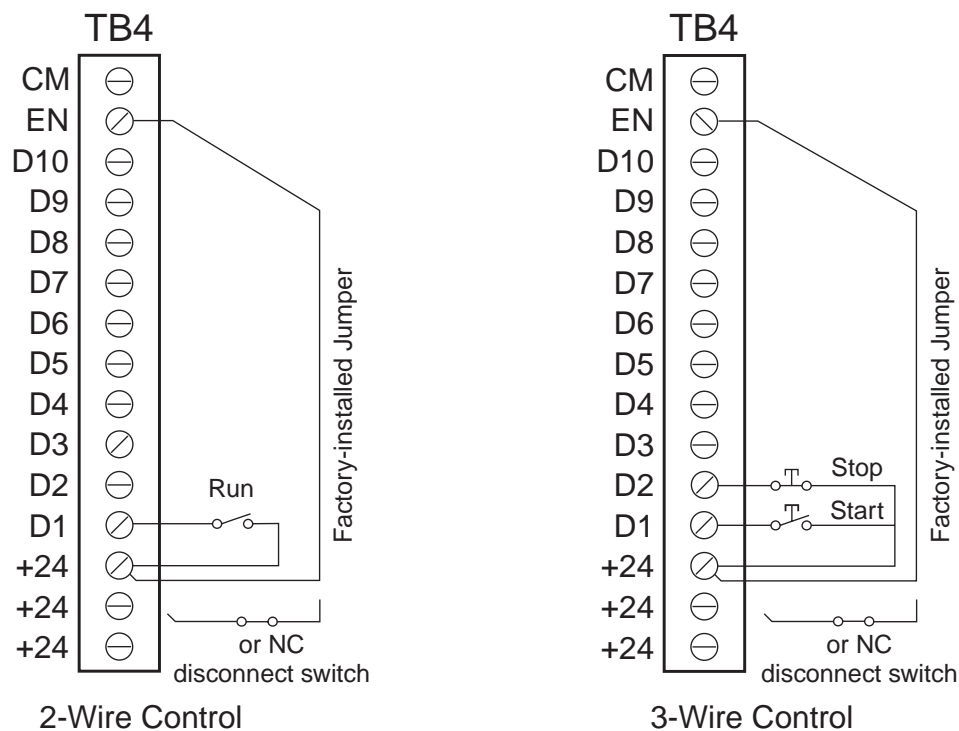 TB4
CM
EN
D10
D9
D8
D7
D6
D5
D4
D3
D2
D1
+24
+24
+24
Run
Factory-installed Jumper
or NC
disconnect switch
2-Wire Control
TB4
CM
EN
D10
D9
D8
D7
D6
D5
D4
D3
D2
D1
+24
+24
+24
Stop
Start
Factory-installed Jumper
or NC
disconnect switch
3-Wire Control